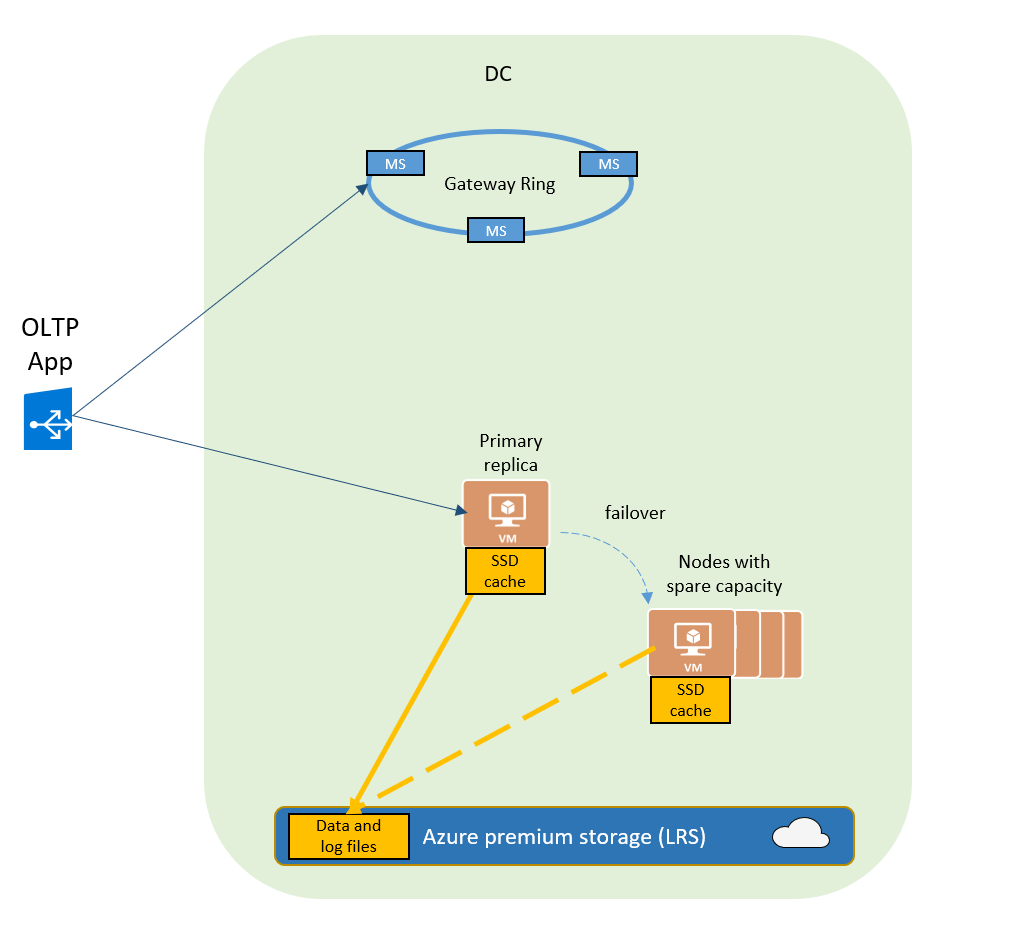 DC
MS
MS
Gateway Ring
MS
OLTP
App
Primary
replica
VM
SSD
cache
failover
Nodes with
spare capacity
VM
SSD
cache
Data and
log files
Azure premium storage (LRS)